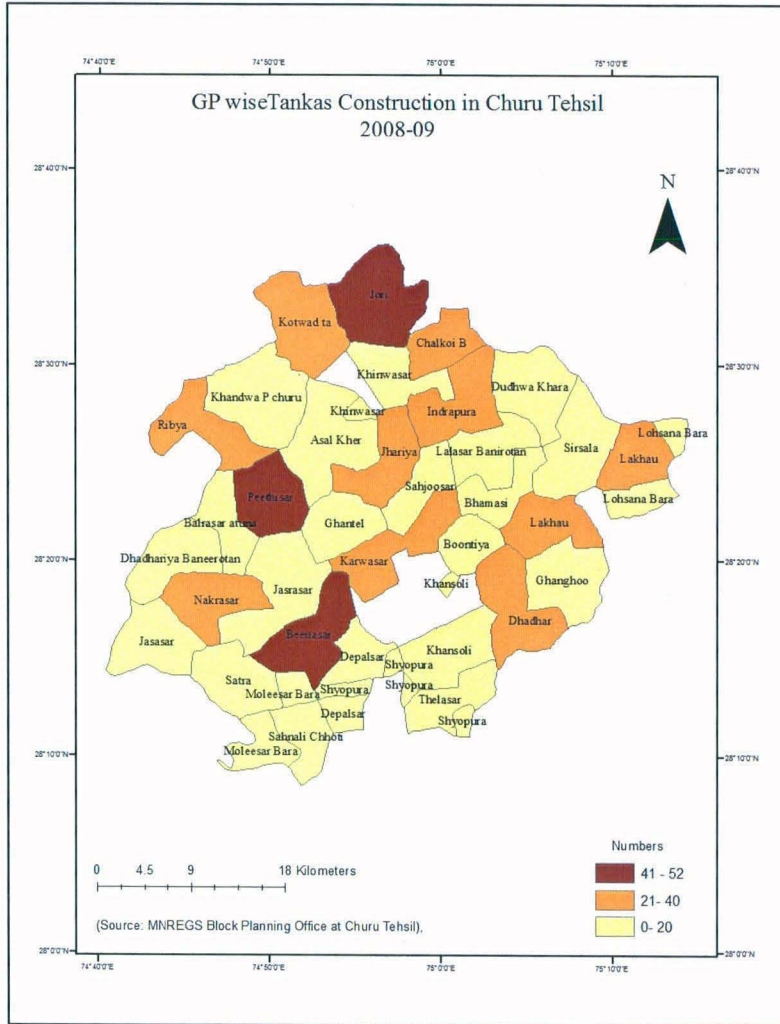 GP wiseTankas Construction in Churu Tehsil
2008-09
74°40'0"E 74°50'0"E 75°0'0"E 75°10'0"E
28°40'0"N 28°40'0"N
N
Jori
Kotwad ta
Chalkoi B
28°30'0"N 28°30'0"N
Khinwasar
Dudhwa Khara
Khandwa P churu
Khinwasar
Indrapura
Ribya
Lohsana Bara
Asal Kher
Jhariya
Lalasar Banirotan
Sirsala
Lakhau
Sahjoosar
Peethisar
Lohsana Bara
Bhamasi
Balrasar
Ghantel
Lakhau
Boontiya
28°20'0"N 28°20'0"N
Dhadhariya Baneerotan
Karwasar
Khansoli
Ghanghoo
Jasrasar
Nakrasar
Dhadhar
Jasasar
Beenasar
Khansoli
Depalsar
Shyopura
Satra
Shyopura
Moleesar Bara
Shyopura
Thelasar
Depalsar
Shyopura
Sahnali Chhoti
Moleesar Bara
28°10'0"N 28°10'0"N
Numbers
0 4.5 9 18 Kilometers
41 - 52
21- 40
0- 20
(Source: MNREGS Block Planning Office at Churu Tehsil),
28°0'0"N 28°0'0"N
74°40'0"E 74°50'0"E 75°0'0"E 75°10'0"E